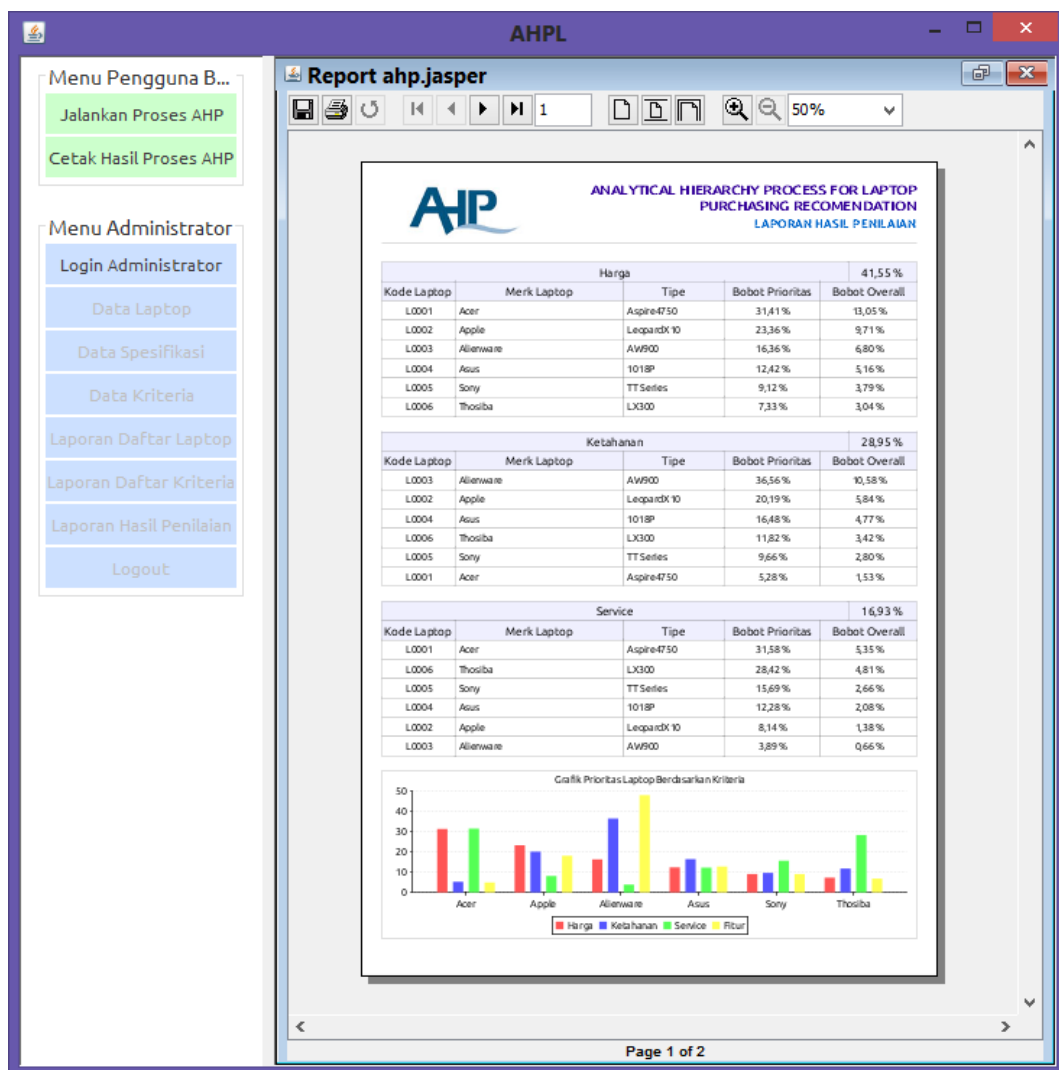 AHPL
Menu Pengguna B...
Jalankan Proses AHP
Cetak Hasil Proses AHP
Menu Administrator
Login Administrator
Data Laptop
Data Spesifikasi
Data Kriteria
Laporan Daftar Laptop
Laporan Daftar Kriteria
Laporan Hasil Penilaian
Logout
Report ahp.jasper
1
50%
AHP
ANALYTICAL HIERARCHY PROCESS FOR LAPTOP
PURCHASING RECOMENDATION
LAPORAN HASIL PENILAIAN
Harga 41,55 %
Kode Laptop Merk Laptop Tipe Bobot Prioritas Bobot Overall
L0001 Acer Aspire4750 31,41 % 13,05 %
L0002 Apple LeopardX 10 23,36 % 9,71 %
L0003 Alienware AW900 16,36 % 6,80 %
L0004 Asus 1018P 12,42 % 5,16 %
L0005 Sony TT Series 9,12 % 3,79 %
L0006 Thosiba LX300 7,33 % 3,04 %
Ketahanan 28,95 %
Kode Laptop Merk Laptop Tipe Bobot Prioritas Bobot Overall
L0003 Alienware AW900 36,56 % 10,58 %
L0002 Apple LeopardX 10 20,19 % 5,84 %
L0004 Asus 1018P 16,48 % 4,77 %
L0006 Thosiba LX300 11,82 % 3,42 %
L0005 Sony TT Series 9,66 % 2,80 %
L0001 Acer Aspire4750 5,28 % 1,53 %
Service 16,93 %
Kode Laptop Merk Laptop Tipe Bobot Prioritas Bobot Overall
L0001 Acer Aspire4750 31,58 % 5,35 %
L0006 Thosiba LX300 28,42 % 4,81 %
L0005 Sony TT Series 15,69 % 2,66 %
L0004 Asus 1018P 12,28 % 2,08 %
L0002 Apple LeopardX 10 8,14 % 1,38 %
L0003 Alienware AW900 3,89 % 0,66 %
Grafik Prioritas Laptop Berdasarkan Kriteria
50
40
30
20
10
0
Acer Apple Alienware Asus Sony Thosiba
Harga Ketahanan Service Fitur
Page 1 of 2